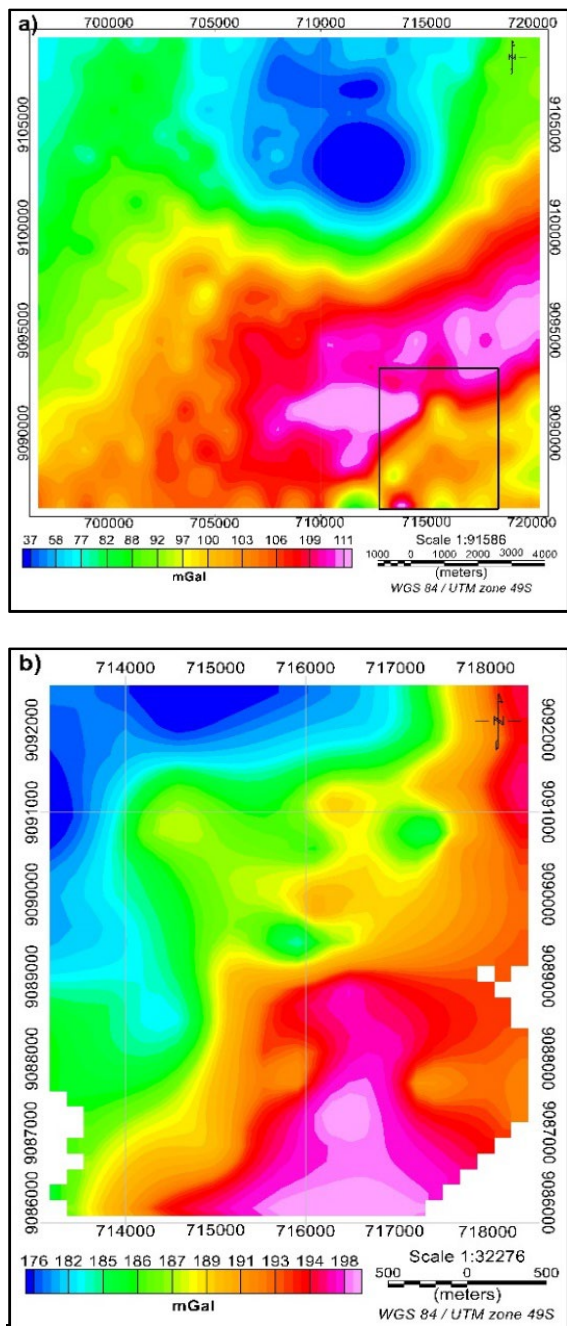 a)
700000 705000 710000 715000 720000
N
9105000 9105000
9100000 9100000
9095000 9095000
9090000 9090000
700000 705000 710000 715000 720000
37 58 77 82 88 92 97 100 103 106 109 111
mGal
Scale 1:91586
1000 0 1000 2000 3000 4000
(meters)
WGS 84 / UTM zone 49S
b)
714000 715000 716000 717000 718000
N
9092000 9092000
9091000 9091000
9090000 9090000
9089000 9089000
9088000 9088000
9087000 9087000
9086000 9086000
714000 715000 716000 717000 718000
176 182 185 186 187 189 191 193 194 198
mGal
Scale 1:32276
500 0 500
(meters)
WGS 84 / UTM zone 49S